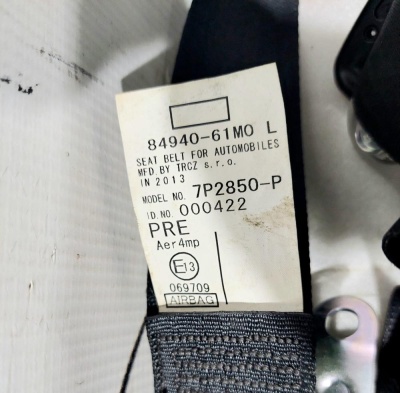 84940-61M0 L
SEAT BELT FOR AUTOMOBILES
MFD.BY TRCZ s.r.o.
IN 2013
MODEL NO. 7P2850-P
ID.NO. 000422
PRE
Aer4mp
E13
069709
AIRBAG